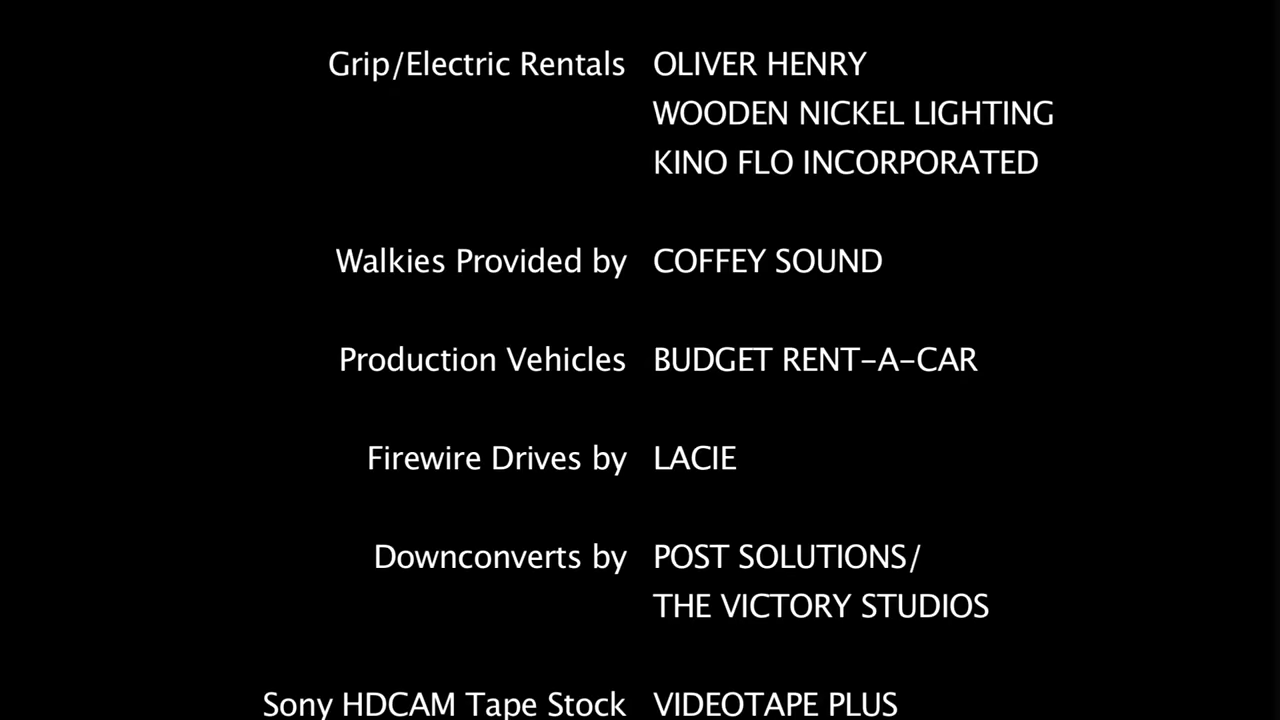 Grip/Electric Rentals OLIVER HENRY
WOODEN NICKEL LIGHTING
KINO FLO INCORPORATED
Walkies Provided by COFFEY SOUND
Production Vehicles BUDGET RENT-A-CAR
Firewire Drives by LACIE
Downconverts by POST SOLUTIONS/
THE VICTORY STUDIOS
Sony HDCAM Tape Stock VIDEOTAPE PLUS